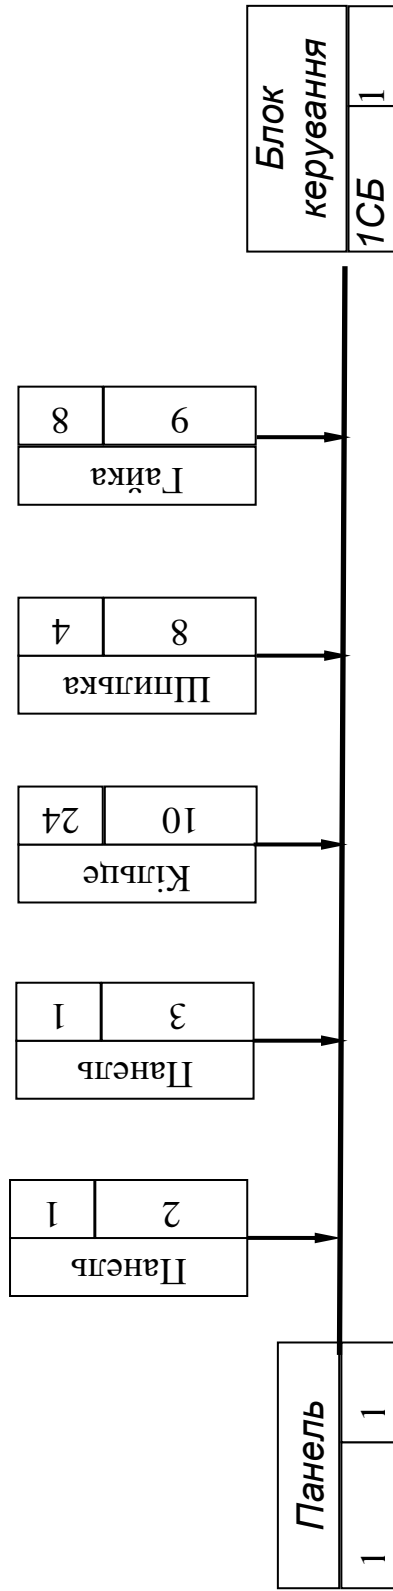 Блок
керування
1СБ 1
Гайка
9 8
Шпилька
8 4
Кільце
10 24
Панель
3 1
Панель
2 1
Панель
1 1